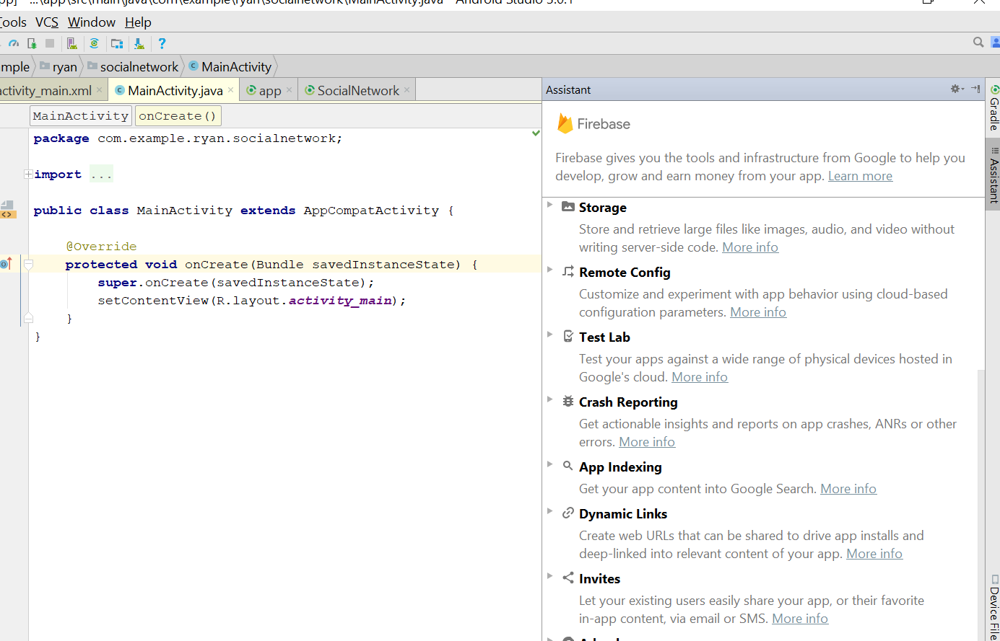 ...\app\src\main\java\com\example\ryan\socialnetwork\MainActivity.java - Android Studio 3.0.1
Tools VCS Window Help
mple ryan socialnetwork MainActivity
activity_main.xml MainActivity.java app SocialNetwork
MainActivity onCreate()
package com.example.ryan.socialnetwork;
import ...
public class MainActivity extends AppCompatActivity {
@Override
protected void onCreate(Bundle savedInstanceState) {
super.onCreate(savedInstanceState);
setContentView(R.layout.activity_main);
}
}
Assistant
Firebase
Firebase gives you the tools and infrastructure from Google to help you
develop, grow and earn money from your app. Learn more
Storage
Store and retrieve large files like images, audio, and video without
writing server-side code. More info
Remote Config
Customize and experiment with app behavior using cloud-based
configuration parameters. More info
Test Lab
Test your apps against a wide range of physical devices hosted in
Google's cloud. More info
Crash Reporting
Get actionable insights and reports on app crashes, ANRs or other
errors. More info
App Indexing
Get your app content into Google Search. More info
Dynamic Links
Create web URLs that can be shared to drive app installs and
deep-linked into relevant content of your app. More info
Invites
Let your existing users easily share your app, or their favorite
in-app content, via email or SMS. More info
Gradle
Assistant
Device File